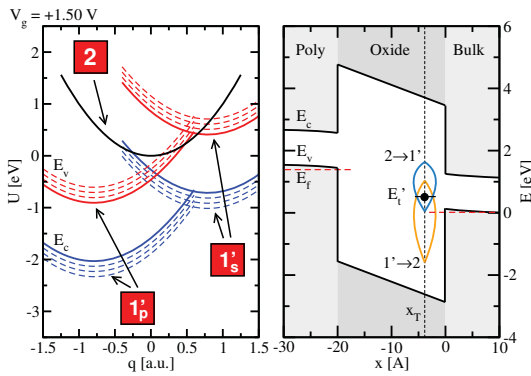 V_g = +1.50 V
2
1'_s
1'_p
E_v
E_c
2
1
0
-1
-2
-3
-1.5 -1 -0.5 0 0.5 1 1.5
U [eV]
q [a.u.]
Poly Oxide Bulk
E_c
E_v
E_f
2→1'
E_t'
1'→2
x_T
6
4
2
0
-2
-4
-30 -20 -10 0 10
E [eV]
x [A]